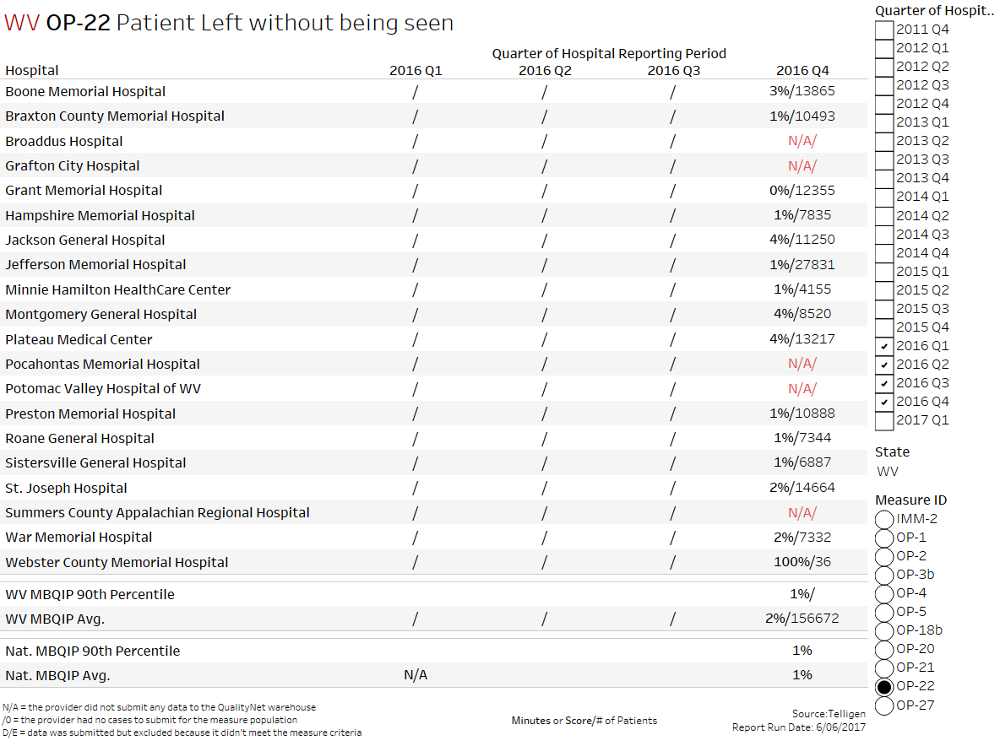 WV OP-22 Patient Left without being seen
Quarter of Hospital Reporting Period
Hospital 2016 Q1 2016 Q2 2016 Q3 2016 Q4
Boone Memorial Hospital / / / 3%/13865
Braxton County Memorial Hospital / / / 1%/10493
Broaddus Hospital / / / N/A/
Grafton City Hospital / / / N/A/
Grant Memorial Hospital / / / 0%/12355
Hampshire Memorial Hospital / / / 1%/7835
Jackson General Hospital / / / 4%/11250
Jefferson Memorial Hospital / / / 1%/27831
Minnie Hamilton HealthCare Center / / / 1%/4155
Montgomery General Hospital / / / 4%/8520
Plateau Medical Center / / / 4%/13217
Pocahontas Memorial Hospital / / / N/A/
Potomac Valley Hospital of WV / / / N/A/
Preston Memorial Hospital / / / 1%/10888
Roane General Hospital / / / 1%/7344
Sistersville General Hospital / / / 1%/6887
St. Joseph Hospital / / / 2%/14664
Summers County Appalachian Regional Hospital / / / N/A/
War Memorial Hospital / / / 2%/7332
Webster County Memorial Hospital / / / 100%/36
WV MBQIP 90th Percentile 1%/
WV MBQIP Avg. / / / 2%/156672
Nat. MBQIP 90th Percentile 1%
Nat. MBQIP Avg. N/A 1%
N/A = the provider did not submit any data to the QualityNet warehouse
/0 = the provider had no cases to submit for the measure population
D/E = data was submitted but excluded because it didn't meet the measure criteria
Minutes or Score/# of Patients
Source:Telligen
Report Run Date: 6/06/2017
Quarter of Hospit..
2011 Q4
2012 Q1
2012 Q2
2012 Q3
2012 Q4
2013 Q1
2013 Q2
2013 Q3
2013 Q4
2014 Q1
2014 Q2
2014 Q3
2014 Q4
2015 Q1
2015 Q2
2015 Q3
2015 Q4
2016 Q1
2016 Q2
2016 Q3
2016 Q4
2017 Q1
State
WV
Measure ID
IMM-2
OP-1
OP-2
OP-3b
OP-4
OP-5
OP-18b
OP-20
OP-21
OP-22
OP-27